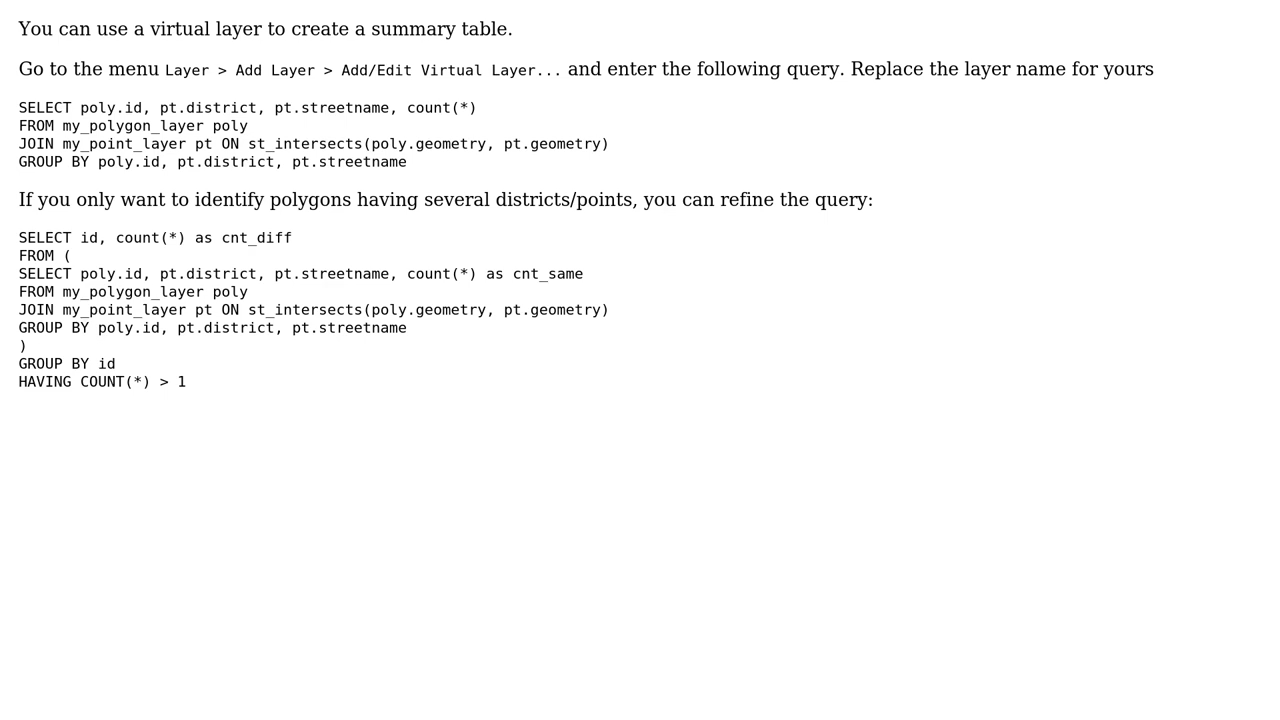 You can use a virtual layer to create a summary table.
Go to the menu Layer > Add Layer > Add/Edit Virtual Layer... and enter the following query. Replace the layer name for yours
SELECT poly.id, pt.district, pt.streetname, count(*)
FROM my_polygon_layer poly
JOIN my_point_layer pt ON st_intersects(poly.geometry, pt.geometry)
GROUP BY poly.id, pt.district, pt.streetname
If you only want to identify polygons having several districts/points, you can refine the query:
SELECT id, count(*) as cnt_diff
FROM (
SELECT poly.id, pt.district, pt.streetname, count(*) as cnt_same
FROM my_polygon_layer poly
JOIN my_point_layer pt ON st_intersects(poly.geometry, pt.geometry)
GROUP BY poly.id, pt.district, pt.streetname
)
GROUP BY id
HAVING COUNT(*) > 1